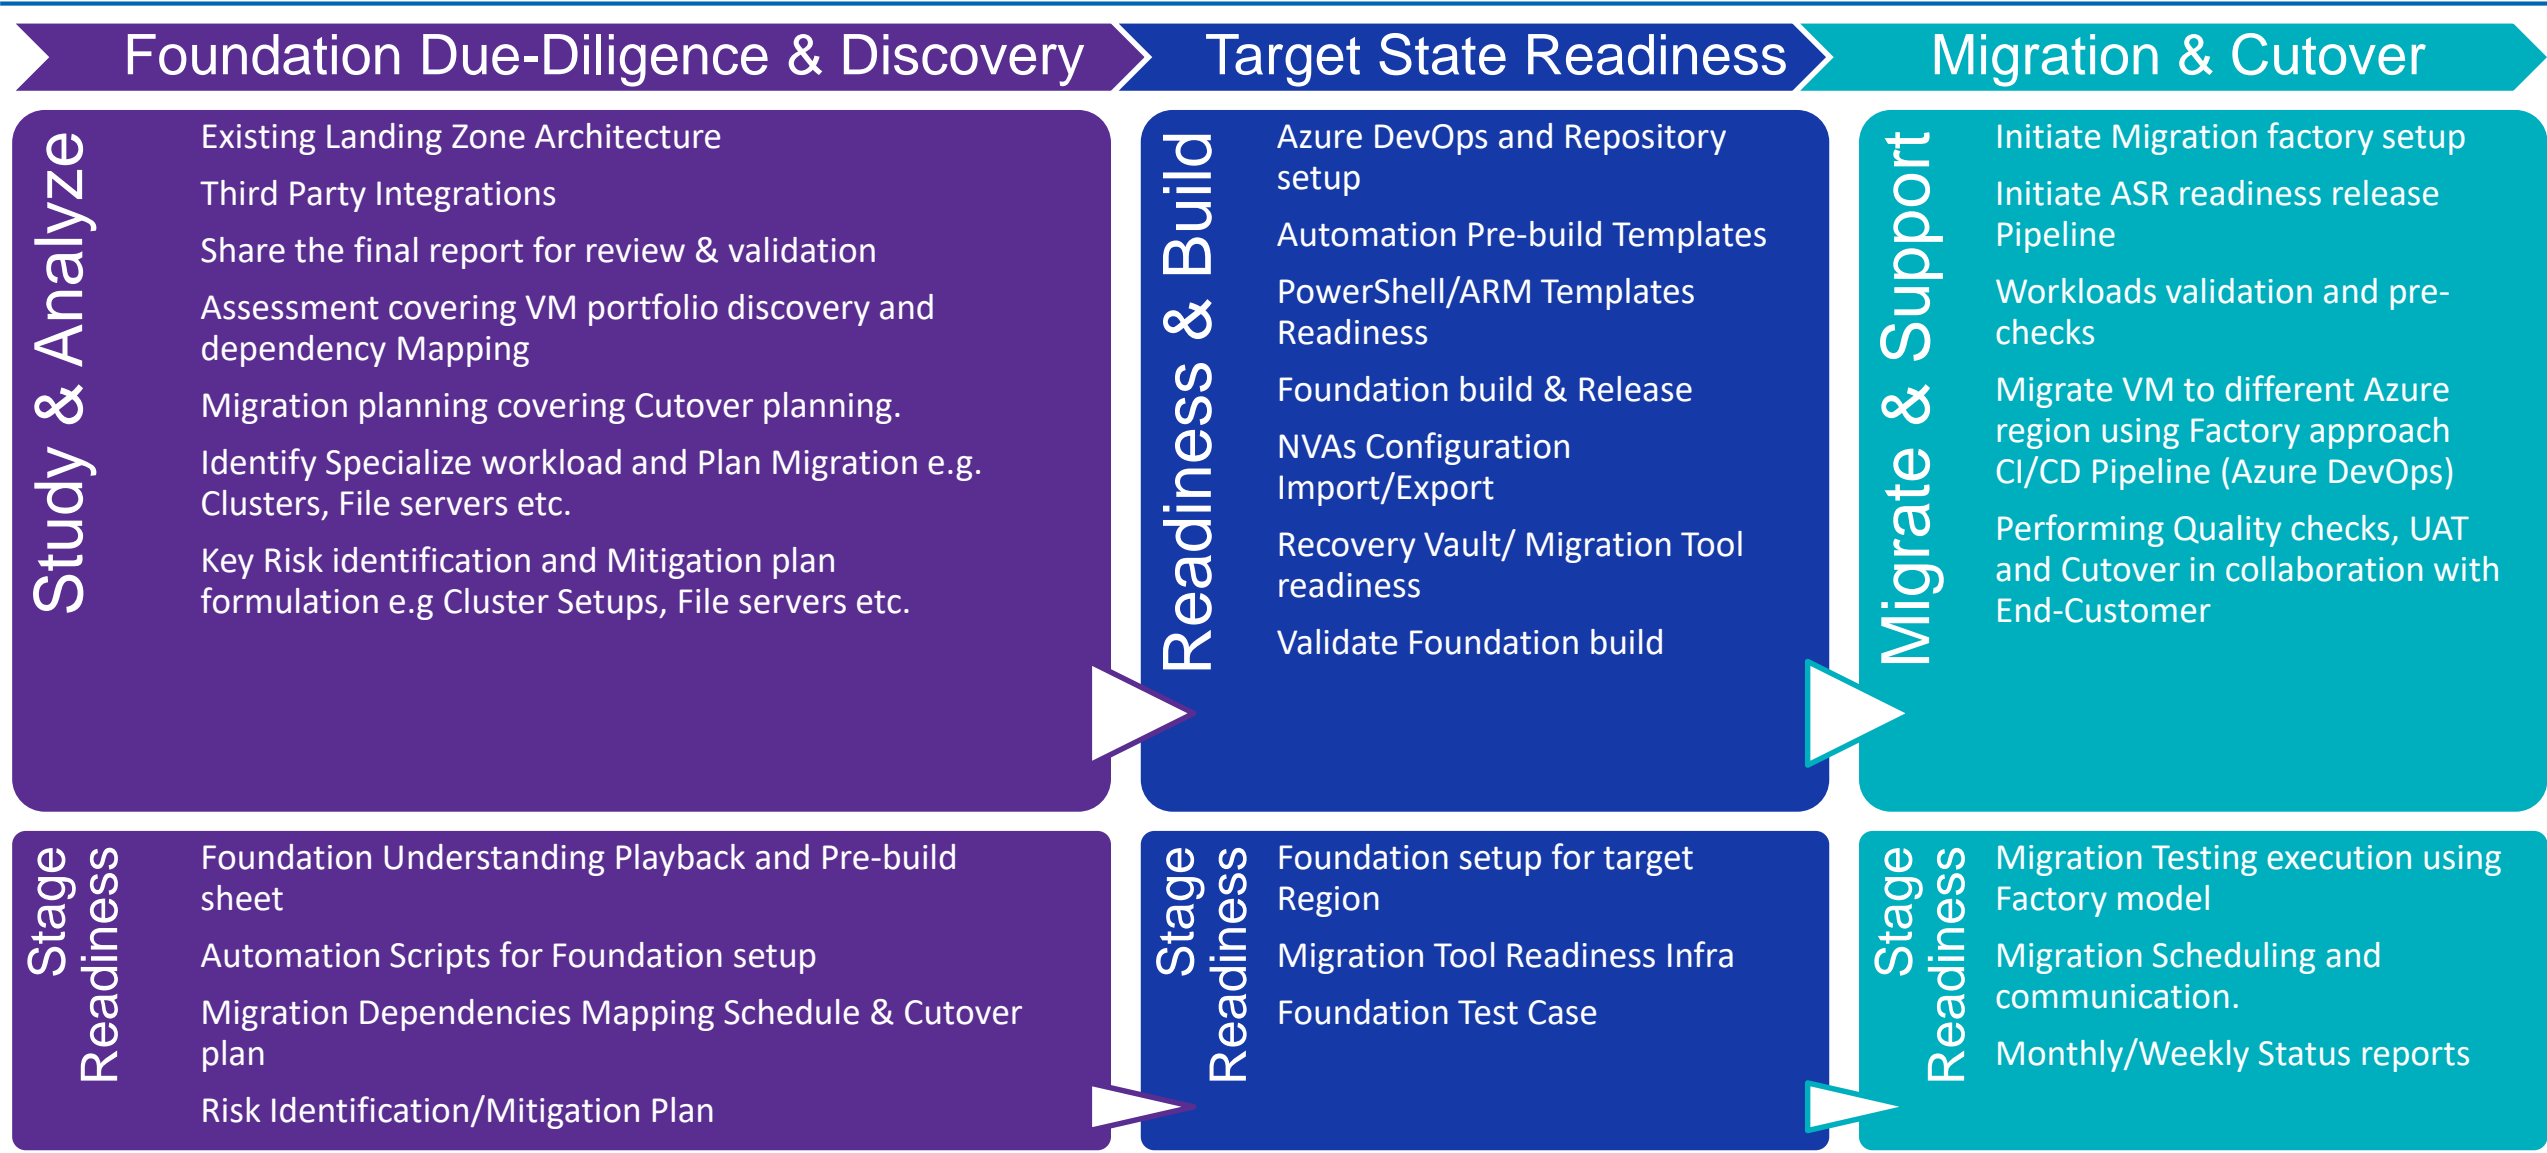 Foundation Due-Diligence & Discovery
Target State Readiness
Migration & Cutover
Study & Analyze
Existing Landing Zone Architecture
Third Party Integrations
Share the final report for review & validation
Assessment covering VM portfolio discovery and
dependency Mapping
Migration planning covering Cutover planning.
Identify Specialize workload and Plan Migration e.g.
Clusters, File servers etc.
Key Risk identification and Mitigation plan
formulation e.g Cluster Setups, File servers etc.
Readiness & Build
Azure DevOps and Repository
setup
Automation Pre-build Templates
PowerShell/ARM Templates
Readiness
Foundation build & Release
NVAs Configuration
Import/Export
Recovery Vault/ Migration Tool
readiness
Validate Foundation build
Migrate & Support
Initiate Migration factory setup
Initiate ASR readiness release
Pipeline
Workloads validation and pre-
checks
Migrate VM to different Azure
region using Factory approach
CI/CD Pipeline (Azure DevOps)
Performing Quality checks, UAT
and Cutover in collaboration with
End-Customer
Stage
Readiness
Foundation Understanding Playback and Pre-build
sheet
Automation Scripts for Foundation setup
Migration Dependencies Mapping Schedule & Cutover
plan
Risk Identification/Mitigation Plan
Stage
Readiness
Foundation setup for target
Region
Migration Tool Readiness Infra
Foundation Test Case
Stage
Readiness
Migration Testing execution using
Factory model
Migration Scheduling and
communication.
Monthly/Weekly Status reports